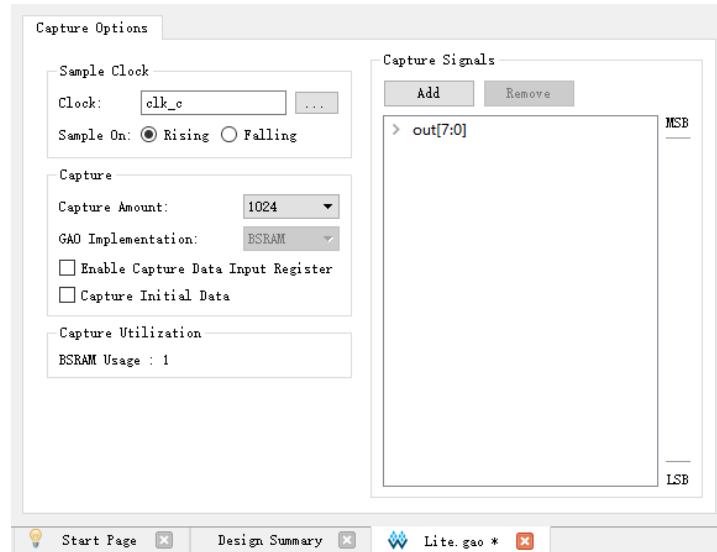 Capture Options
Sample Clock
Clock: clk_c ...
Sample On: Rising Falling
Capture
Capture Amount: 1024
GAO Implementation: BSRAM
Enable Capture Data Input Register
Capture Initial Data
Capture Utilization
BSRAM Usage : 1
Capture Signals
Add Remove
out[7:0]
MSB
LSB
Start Page Design Summary Lite.gao *